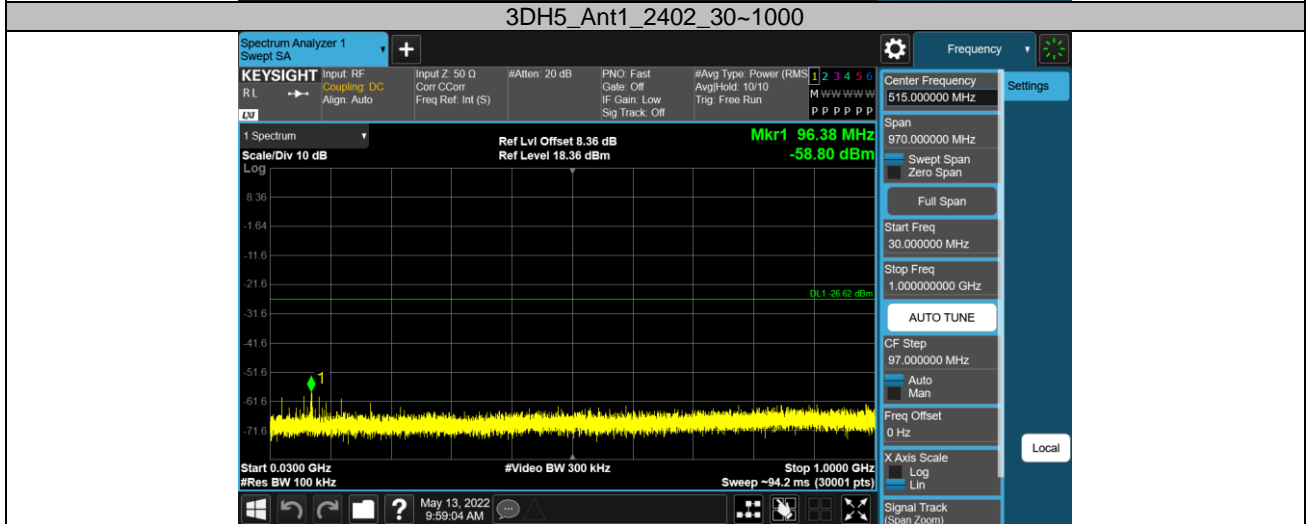 3DH5_Ant1_2402_30~1000
Spectrum Analyzer 1
Swept SA
Frequency
KEYSIGHT
RL
LXI
Input: RF
Coupling: DC
Align: Auto
Input Z: 50 Ω
Corr CCorr
Freq Ref: Int (S)
#Atten: 20 dB
PNO: Fast
Gate: Off
IF Gain: Low
Sig Track: Off
#Avg Type: Power (RMS
Avg|Hold: 10/10
Trig: Free Run
1 2 3 4 5 6
M W W W W W
P P P P P P
1 Spectrum
Scale/Div 10 dB
Log
Ref Lvl Offset 8.36 dB
Ref Level 18.36 dBm
Mkr1 96.38 MHz
-58.80 dBm
8.36
-1.64
-11.6
-21.6
DL1 -26.62 dBm
-31.6
-41.6
-51.6
1
-61.6
-71.6
Start 0.0300 GHz
#Res BW 100 kHz
#Video BW 300 kHz
Stop 1.0000 GHz
Sweep ~94.2 ms (30001 pts)
Center Frequency
515.000000 MHz
Settings
Span
970.000000 MHz
Swept Span
Zero Span
Full Span
Start Freq
30.000000 MHz
Stop Freq
1.000000000 GHz
AUTO TUNE
CF Step
97.000000 MHz
Auto
Man
Freq Offset
0 Hz
Local
X Axis Scale
Log
Lin
Signal Track
(Span Zoom)
?
May 13, 2022
9:59:04 AM